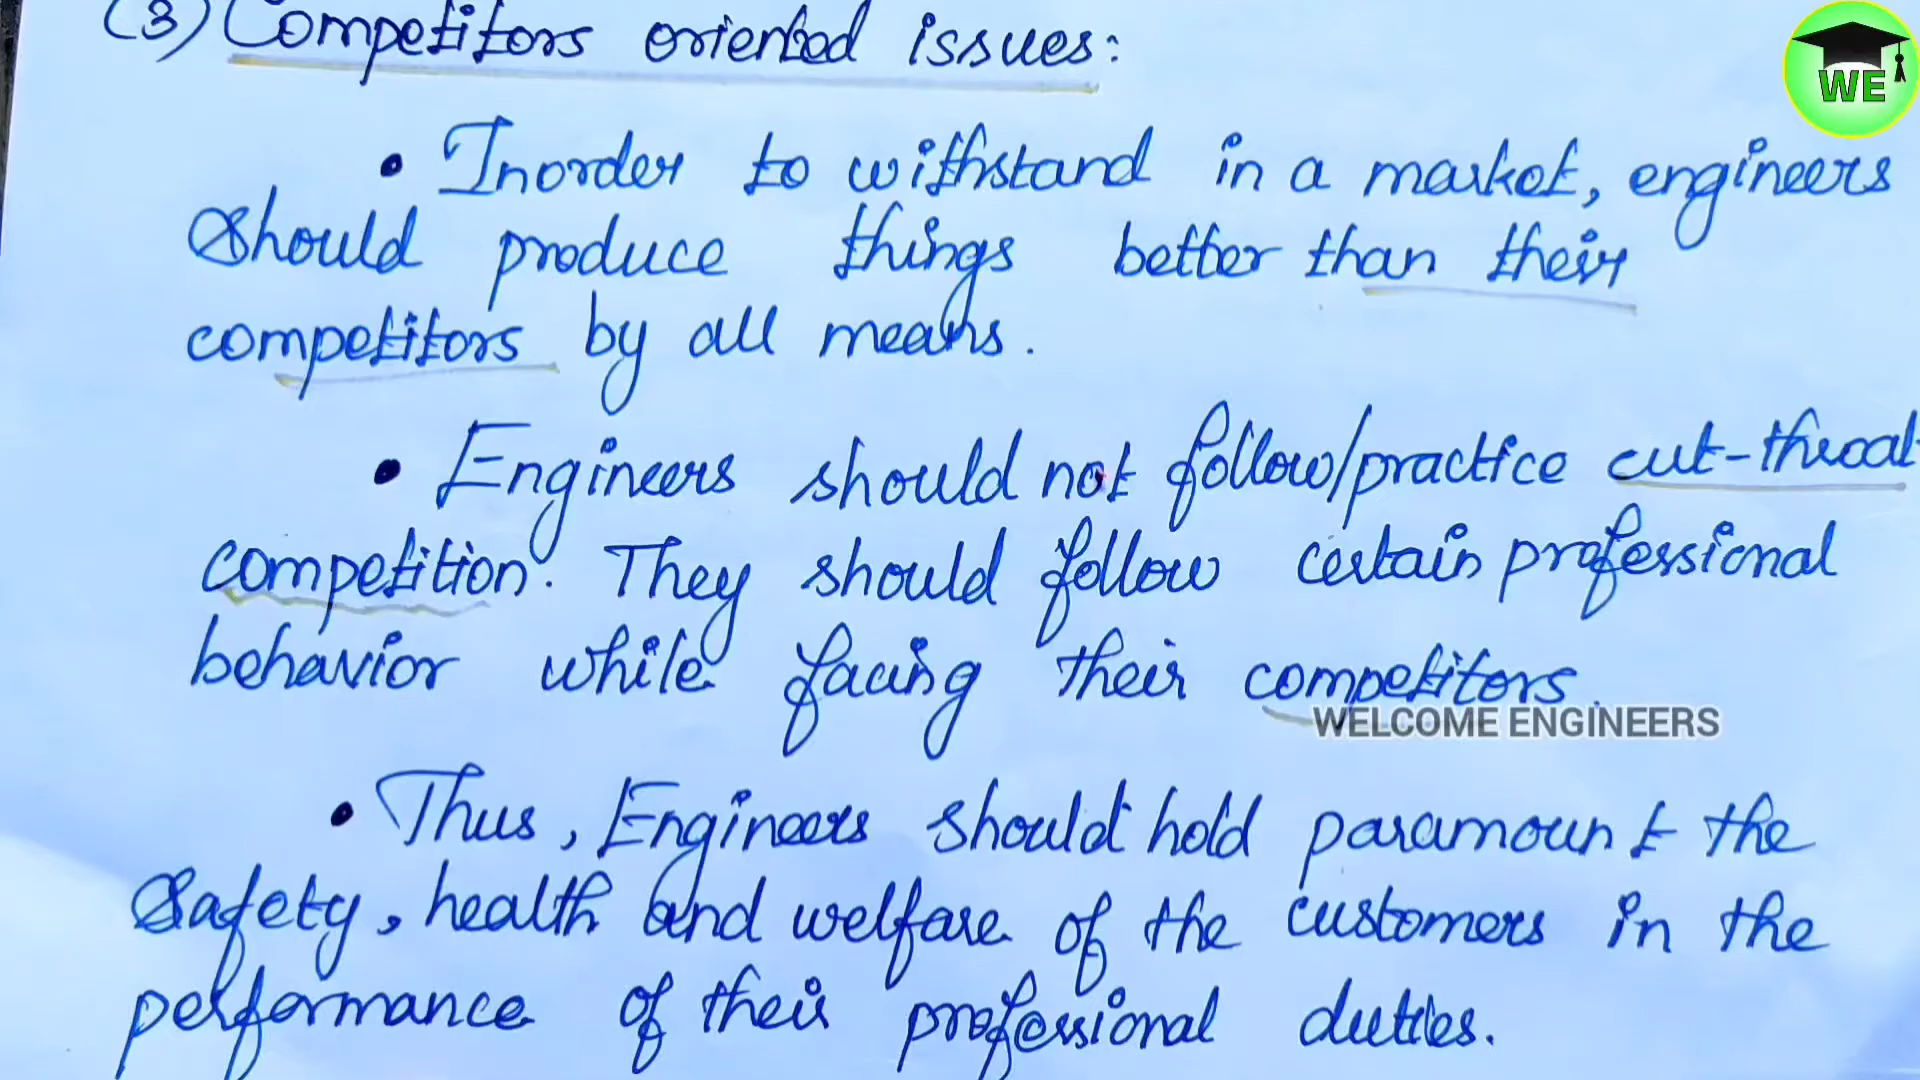 (3) Competitors oriented issues:
WE
• Inorder to withstand in a market, engineers
should produce things better than their
competitors by all means.
• Engineers should not follow/practice cut-throat
competition. They should follow certain professional
behavior while facing their competitors.
WELCOME ENGINEERS
• Thus, Engineers should hold paramount the
safety, health and welfare of the customers in the
performance of their professional duties.